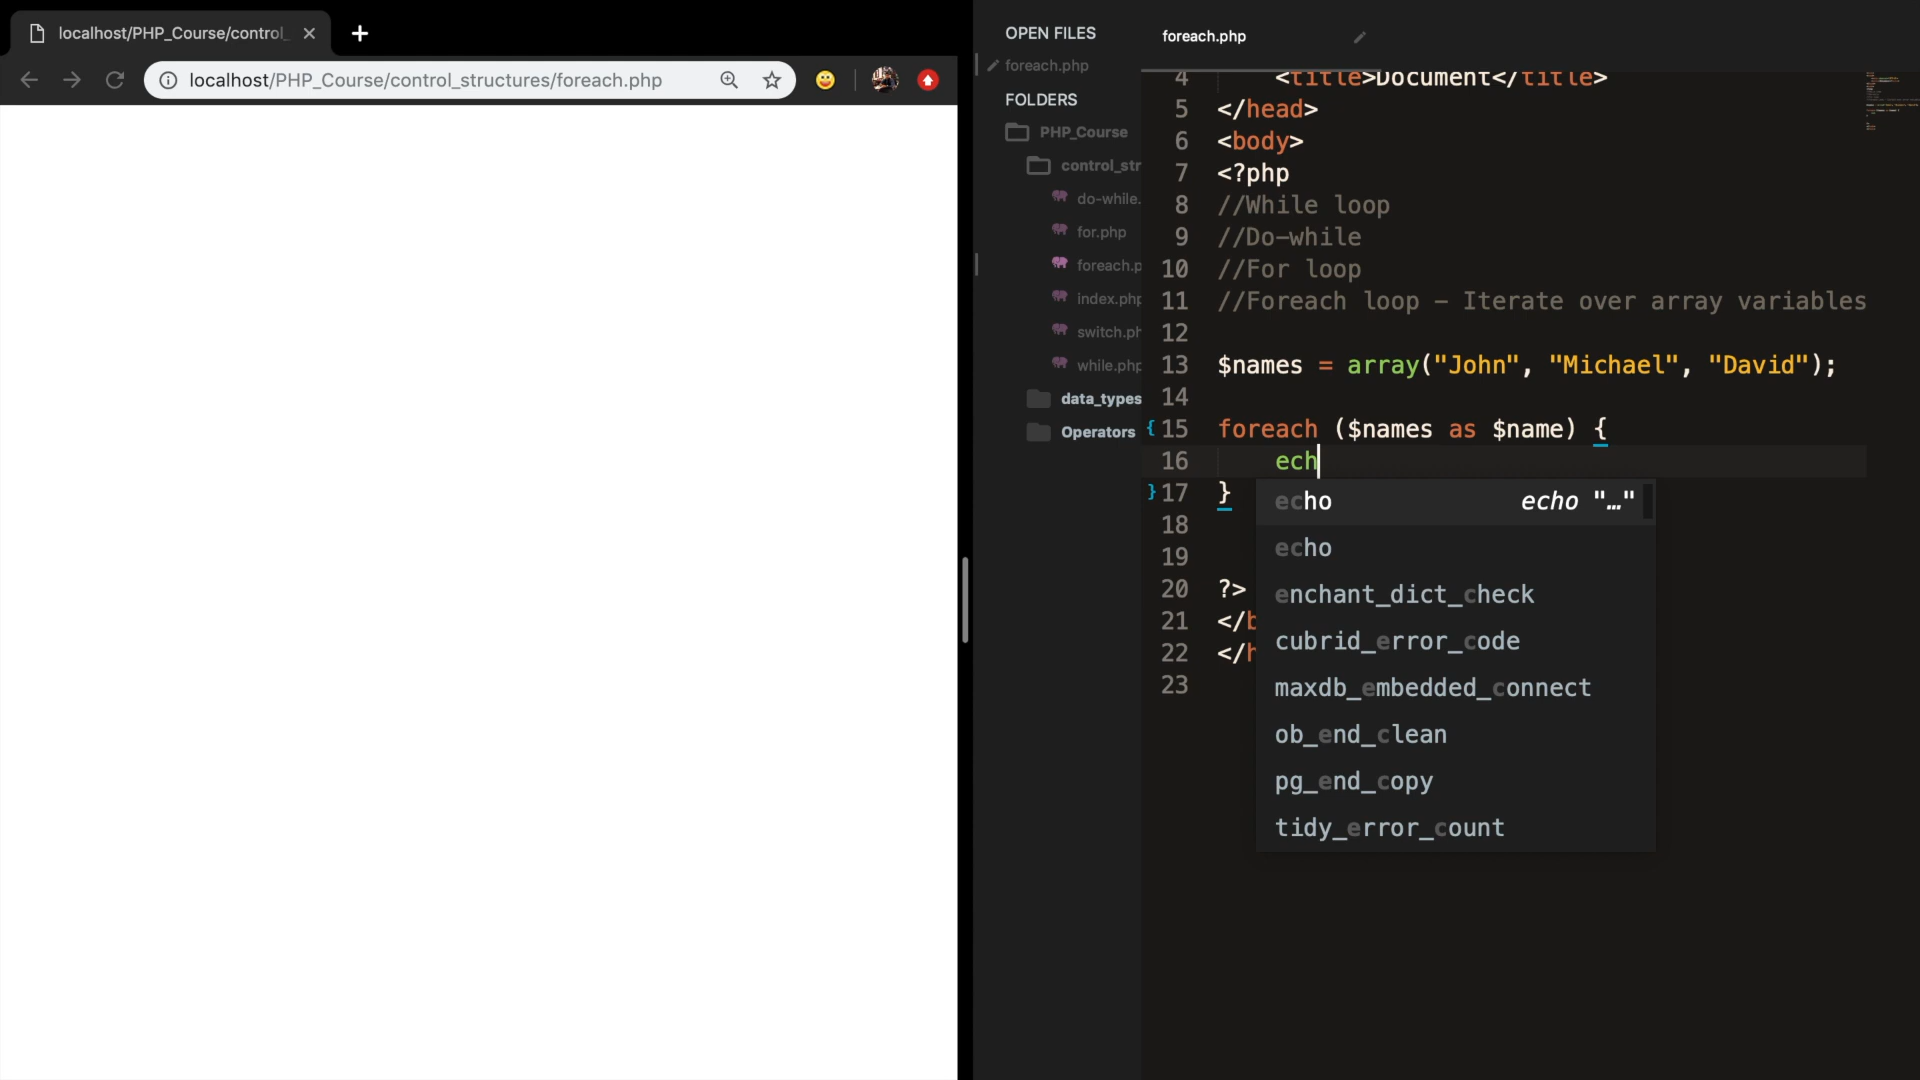 localhost/PHP_Course/control_
localhost/PHP_Course/control_structures/foreach.php
OPEN FILES
foreach.php
FOLDERS
PHP_Course
control_str
do-while.
for.php
foreach.p
index.php
switch.ph
while.php
data_types
Operators
foreach.php
4 <title>Document</title>
5 </head>
6 <body>
7 <?php
8 //While loop
9 //Do-while
10 //For loop
11 //Foreach loop - Iterate over array variables
12
13 $names = array("John", "Michael", "David");
14
15 foreach ($names as $name) {
16 ech
17 }
18
19
20 ?>
21 </b
22 </h
23
echo echo "…"
echo
enchant_dict_check
cubrid_error_code
maxdb_embedded_connect
ob_end_clean
pg_end_copy
tidy_error_count